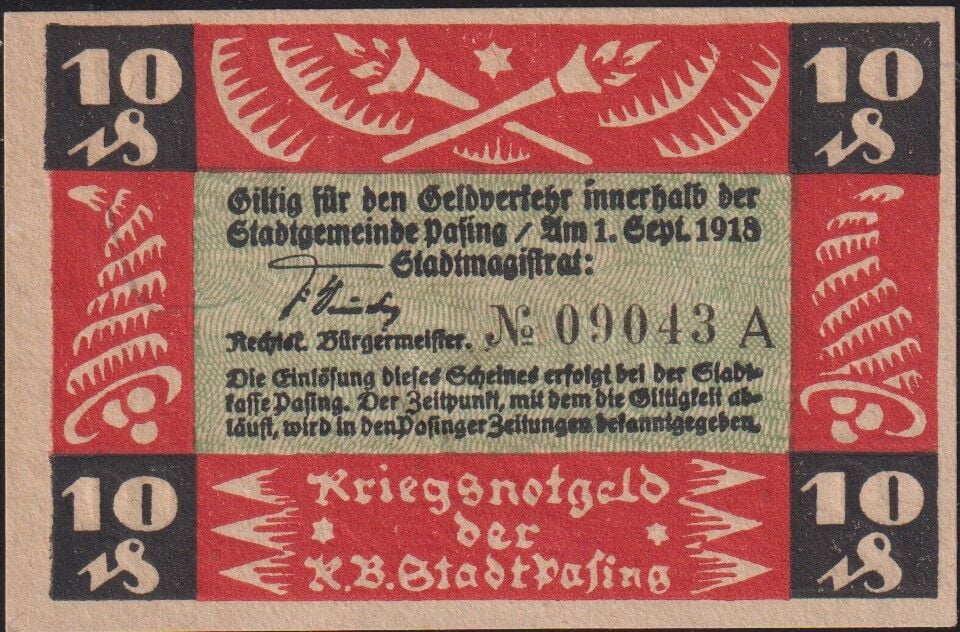 10 10
₰ ₰
Giltig für den Geldverkehr innerhalb der
Stadtgemeinde Pasing / Am 1. Sept. 1918
Stadtmagistrat:
Rechtsk. Bürgermeister. № 09043 A
Die Einlösung dieses Scheines erfolgt bei der Stadt-
kasse Pasing. Der Zeitpunkt, mit dem die Giltigkeit ab-
läuft, wird in den Pasinger Zeitungen bekanntgegeben.
10 10
₰ ₰
Kriegsnotgeld
der
K.B. Stadt Pasing